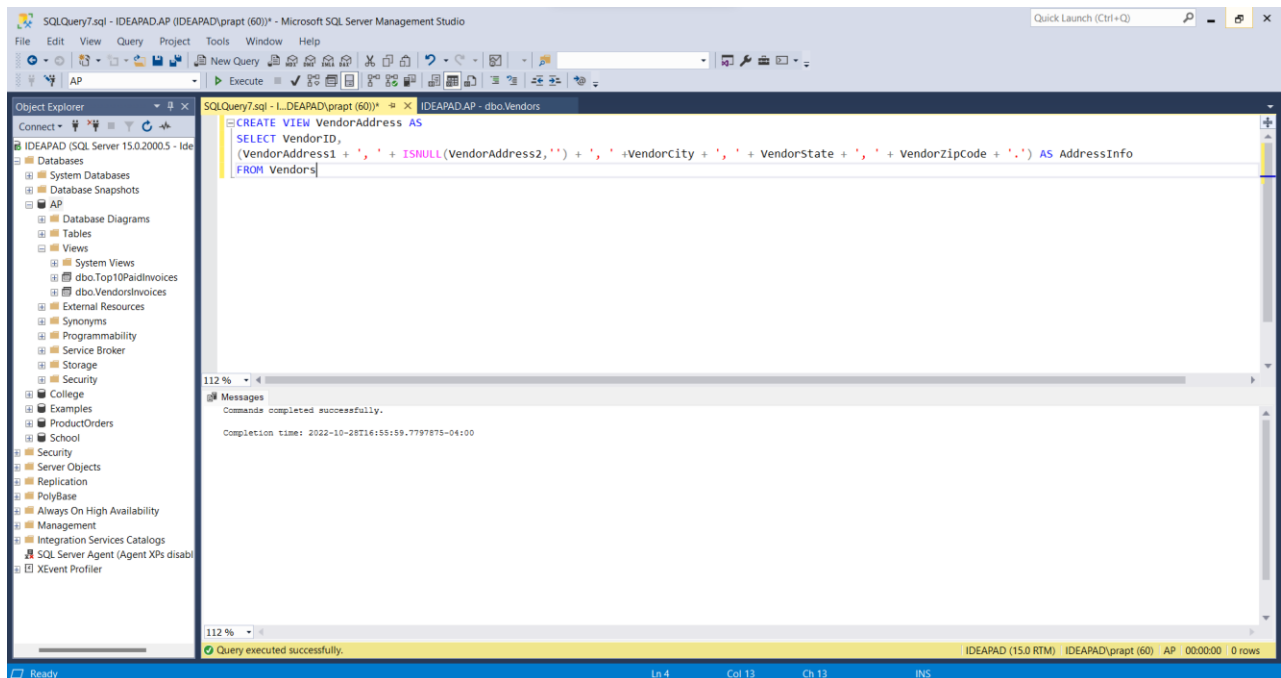 SQLQuery7.sql - IDEAPAD.AP (IDEAPAD\prapt (60))* - Microsoft SQL Server Management Studio
Quick Launch (Ctrl+Q)
File Edit View Query Project Tools Window Help
New Query
AP
Execute
Object Explorer
Connect
IDEAPAD (SQL Server 15.0.2000.5 - Ide
Databases
System Databases
Database Snapshots
AP
Database Diagrams
Tables
Views
System Views
dbo.Top10PaidInvoices
dbo.VendorsInvoices
External Resources
Synonyms
Programmability
Service Broker
Storage
Security
College
Examples
ProductOrders
School
Security
Server Objects
Replication
PolyBase
Always On High Availability
Management
Integration Services Catalogs
SQL Server Agent (Agent XPs disabl
XEvent Profiler
SQLQuery7.sql - I...DEAPAD\prapt (60))*
IDEAPAD.AP - dbo.Vendors
CREATE VIEW VendorAddress AS
SELECT VendorID,
(VendorAddress1 + ', ' + ISNULL(VendorAddress2,'') + ', ' +VendorCity + ', ' + VendorState + ', ' + VendorZipCode + '.') AS AddressInfo
FROM Vendors
112 %
Messages
Commands completed successfully.
Completion time: 2022-10-28T16:55:59.7797875-04:00
112 %
Query executed successfully.
IDEAPAD (15.0 RTM) IDEAPAD\prapt (60) AP 00:00:00 0 rows
Ready Ln 4 Col 13 Ch 13 INS